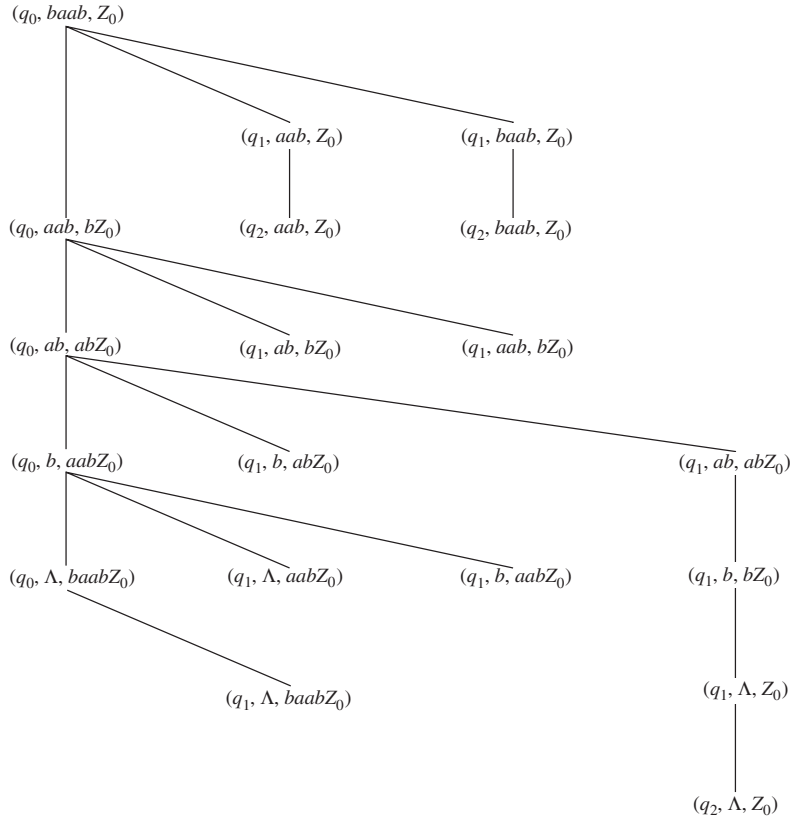 (q₀, baab, Z₀)
(q₁, aab, Z₀) (q₁, baab, Z₀)
(q₀, aab, bZ₀) (q₂, aab, Z₀) (q₂, baab, Z₀)
(q₀, ab, abZ₀) (q₁, ab, bZ₀) (q₁, aab, bZ₀)
(q₀, b, aabZ₀) (q₁, b, abZ₀) (q₁, ab, abZ₀)
(q₀, Λ, baabZ₀) (q₁, Λ, aabZ₀) (q₁, b, aabZ₀) (q₁, b, bZ₀)
(q₁, Λ, baabZ₀) (q₁, Λ, Z₀)
(q₂, Λ, Z₀)